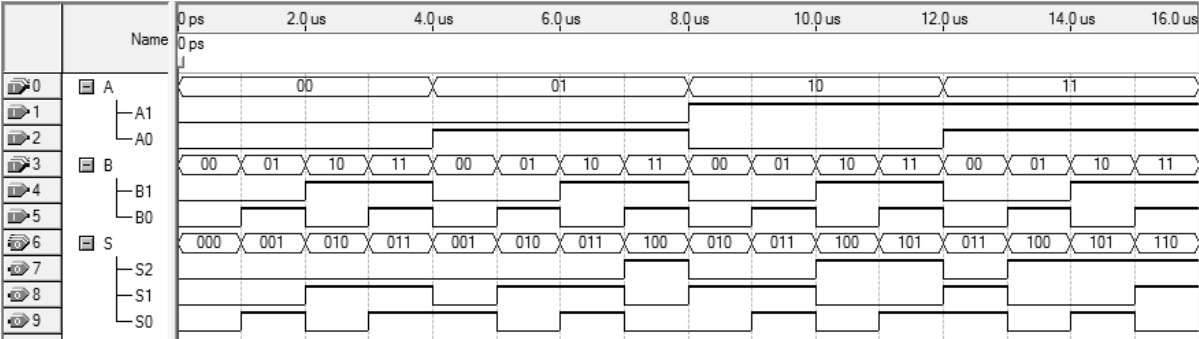 0 ps 2.0 us 4.0 us 6.0 us 8.0 us 10.0 us 12.0 us 14.0 us 16.0 us
Name 0 ps
0 A 00 01 10 11
1 A1
2 A0
3 B 00 01 10 11 00 01 10 11 00 01 10 11 00 01 10 11
4 B1
5 B0
6 S 000 001 010 011 001 010 011 100 010 011 100 101 011 100 101 110
7 S2
8 S1
9 S0